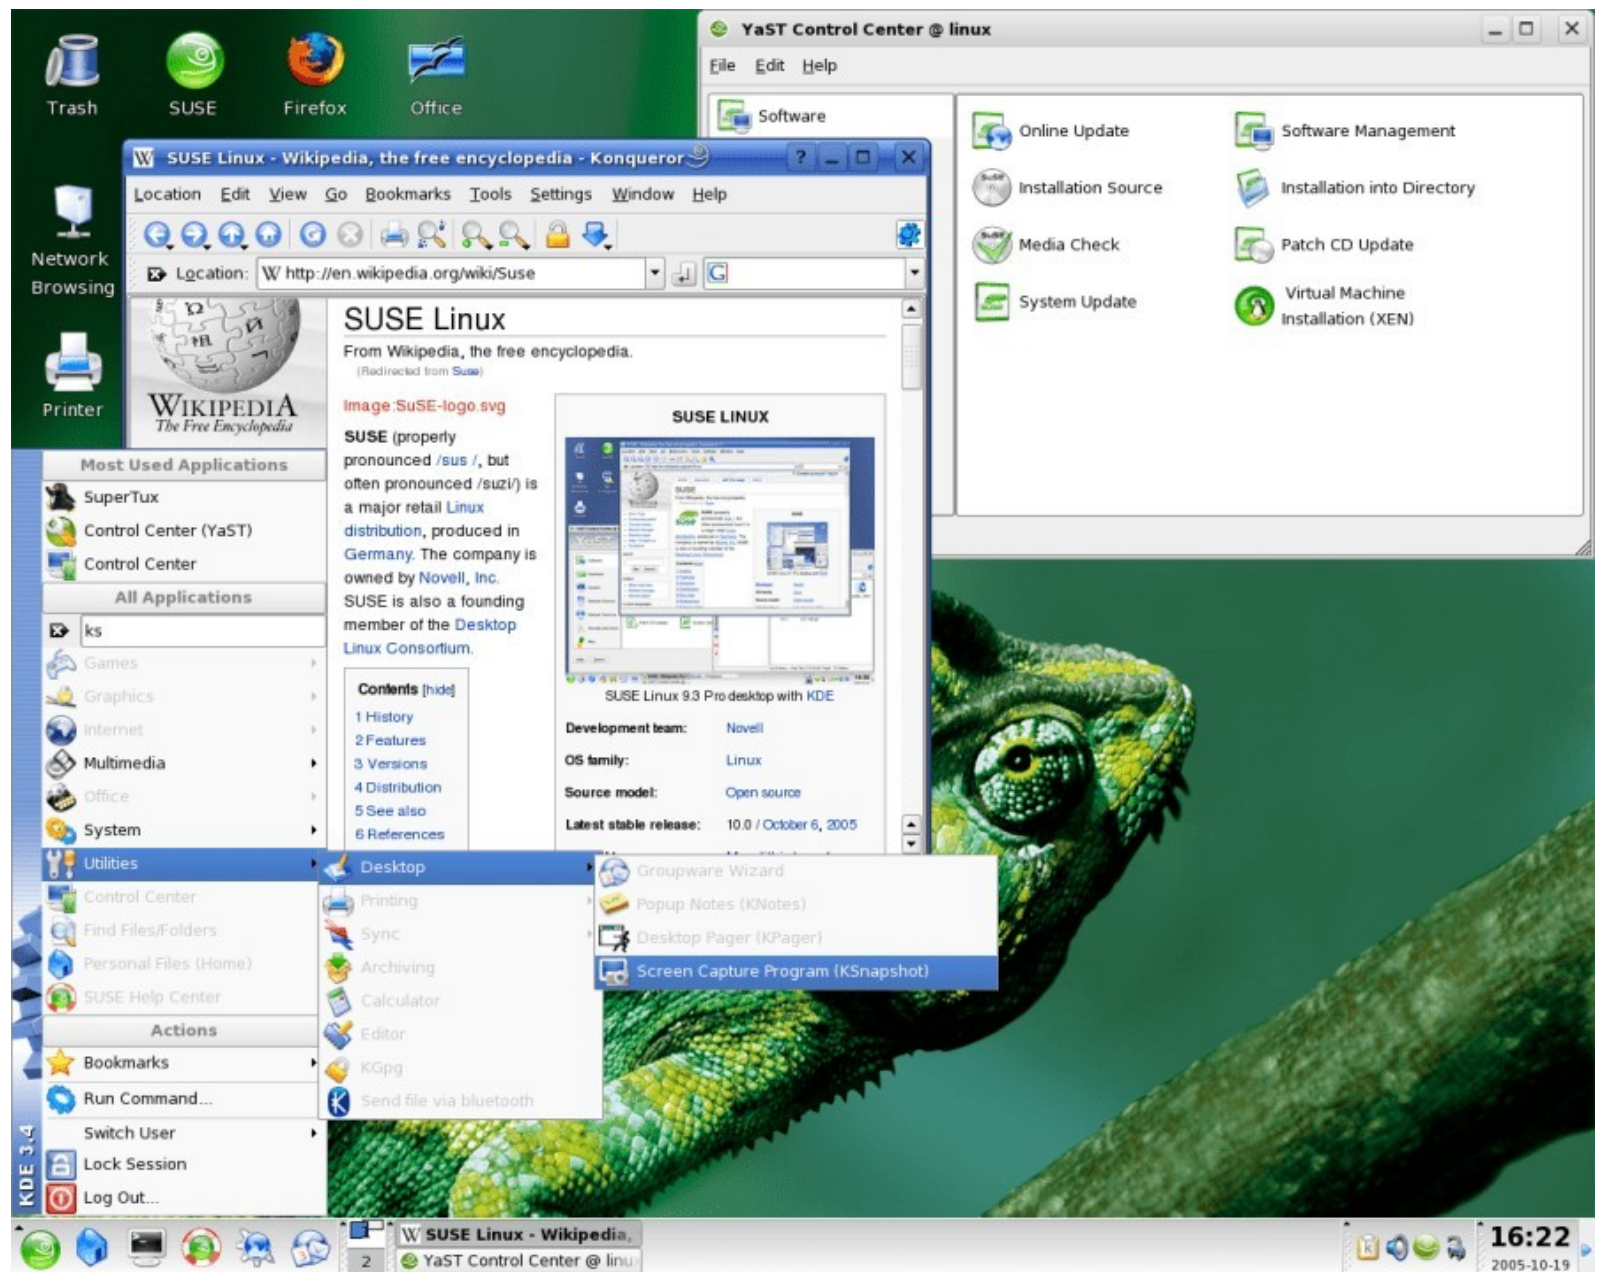 Trash
SUSE
Firefox
Office
Network
Browsing
Printer
YaST Control Center @ linux
File Edit Help
Software
Online Update
Software Management
Installation Source
Installation into Directory
Media Check
Patch CD Update
System Update
Virtual Machine
Installation (XEN)
SUSE Linux - Wikipedia, the free encyclopedia - Konqueror
Location Edit View Go Bookmarks Tools Settings Window Help
Location: http://en.wikipedia.org/wiki/Suse
WIKIPEDIA
The Free Encyclopedia
SUSE Linux
From Wikipedia, the free encyclopedia.
(Redirected from Suse)
Image:SuSE-logo.svg
SUSE (properly
pronounced /sus /, but
often pronounced /suzi/) is
a major retail Linux
distribution, produced in
Germany. The company is
owned by Novell, Inc.
SUSE is also a founding
member of the Desktop
Linux Consortium.
Contents [hide]
1 History
2 Features
3 Versions
4 Distribution
5 See also
6 References
SUSE LINUX
SUSE Linux 9.3 Pro desktop with KDE
Development team: Novell
OS family: Linux
Source model: Open source
Latest stable release: 10.0 / October 6, 2005
Most Used Applications
SuperTux
Control Center (YaST)
Control Center
All Applications
ks
Games
Graphics
Internet
Multimedia
Office
System
Utilities
Control Center
Find Files/Folders
Personal Files (Home)
SUSE Help Center
Actions
Bookmarks
Run Command...
Switch User
Lock Session
Log Out...
KDE 3.4
Desktop
Printing
Sync
Archiving
Calculator
Editor
KGpg
Send file via bluetooth
Groupware Wizard
Popup Notes (KNotes)
Desktop Pager (KPager)
Screen Capture Program (KSnapshot)
2
SUSE Linux - Wikipedia,
YaST Control Center @ linu
16:22
2005-10-19